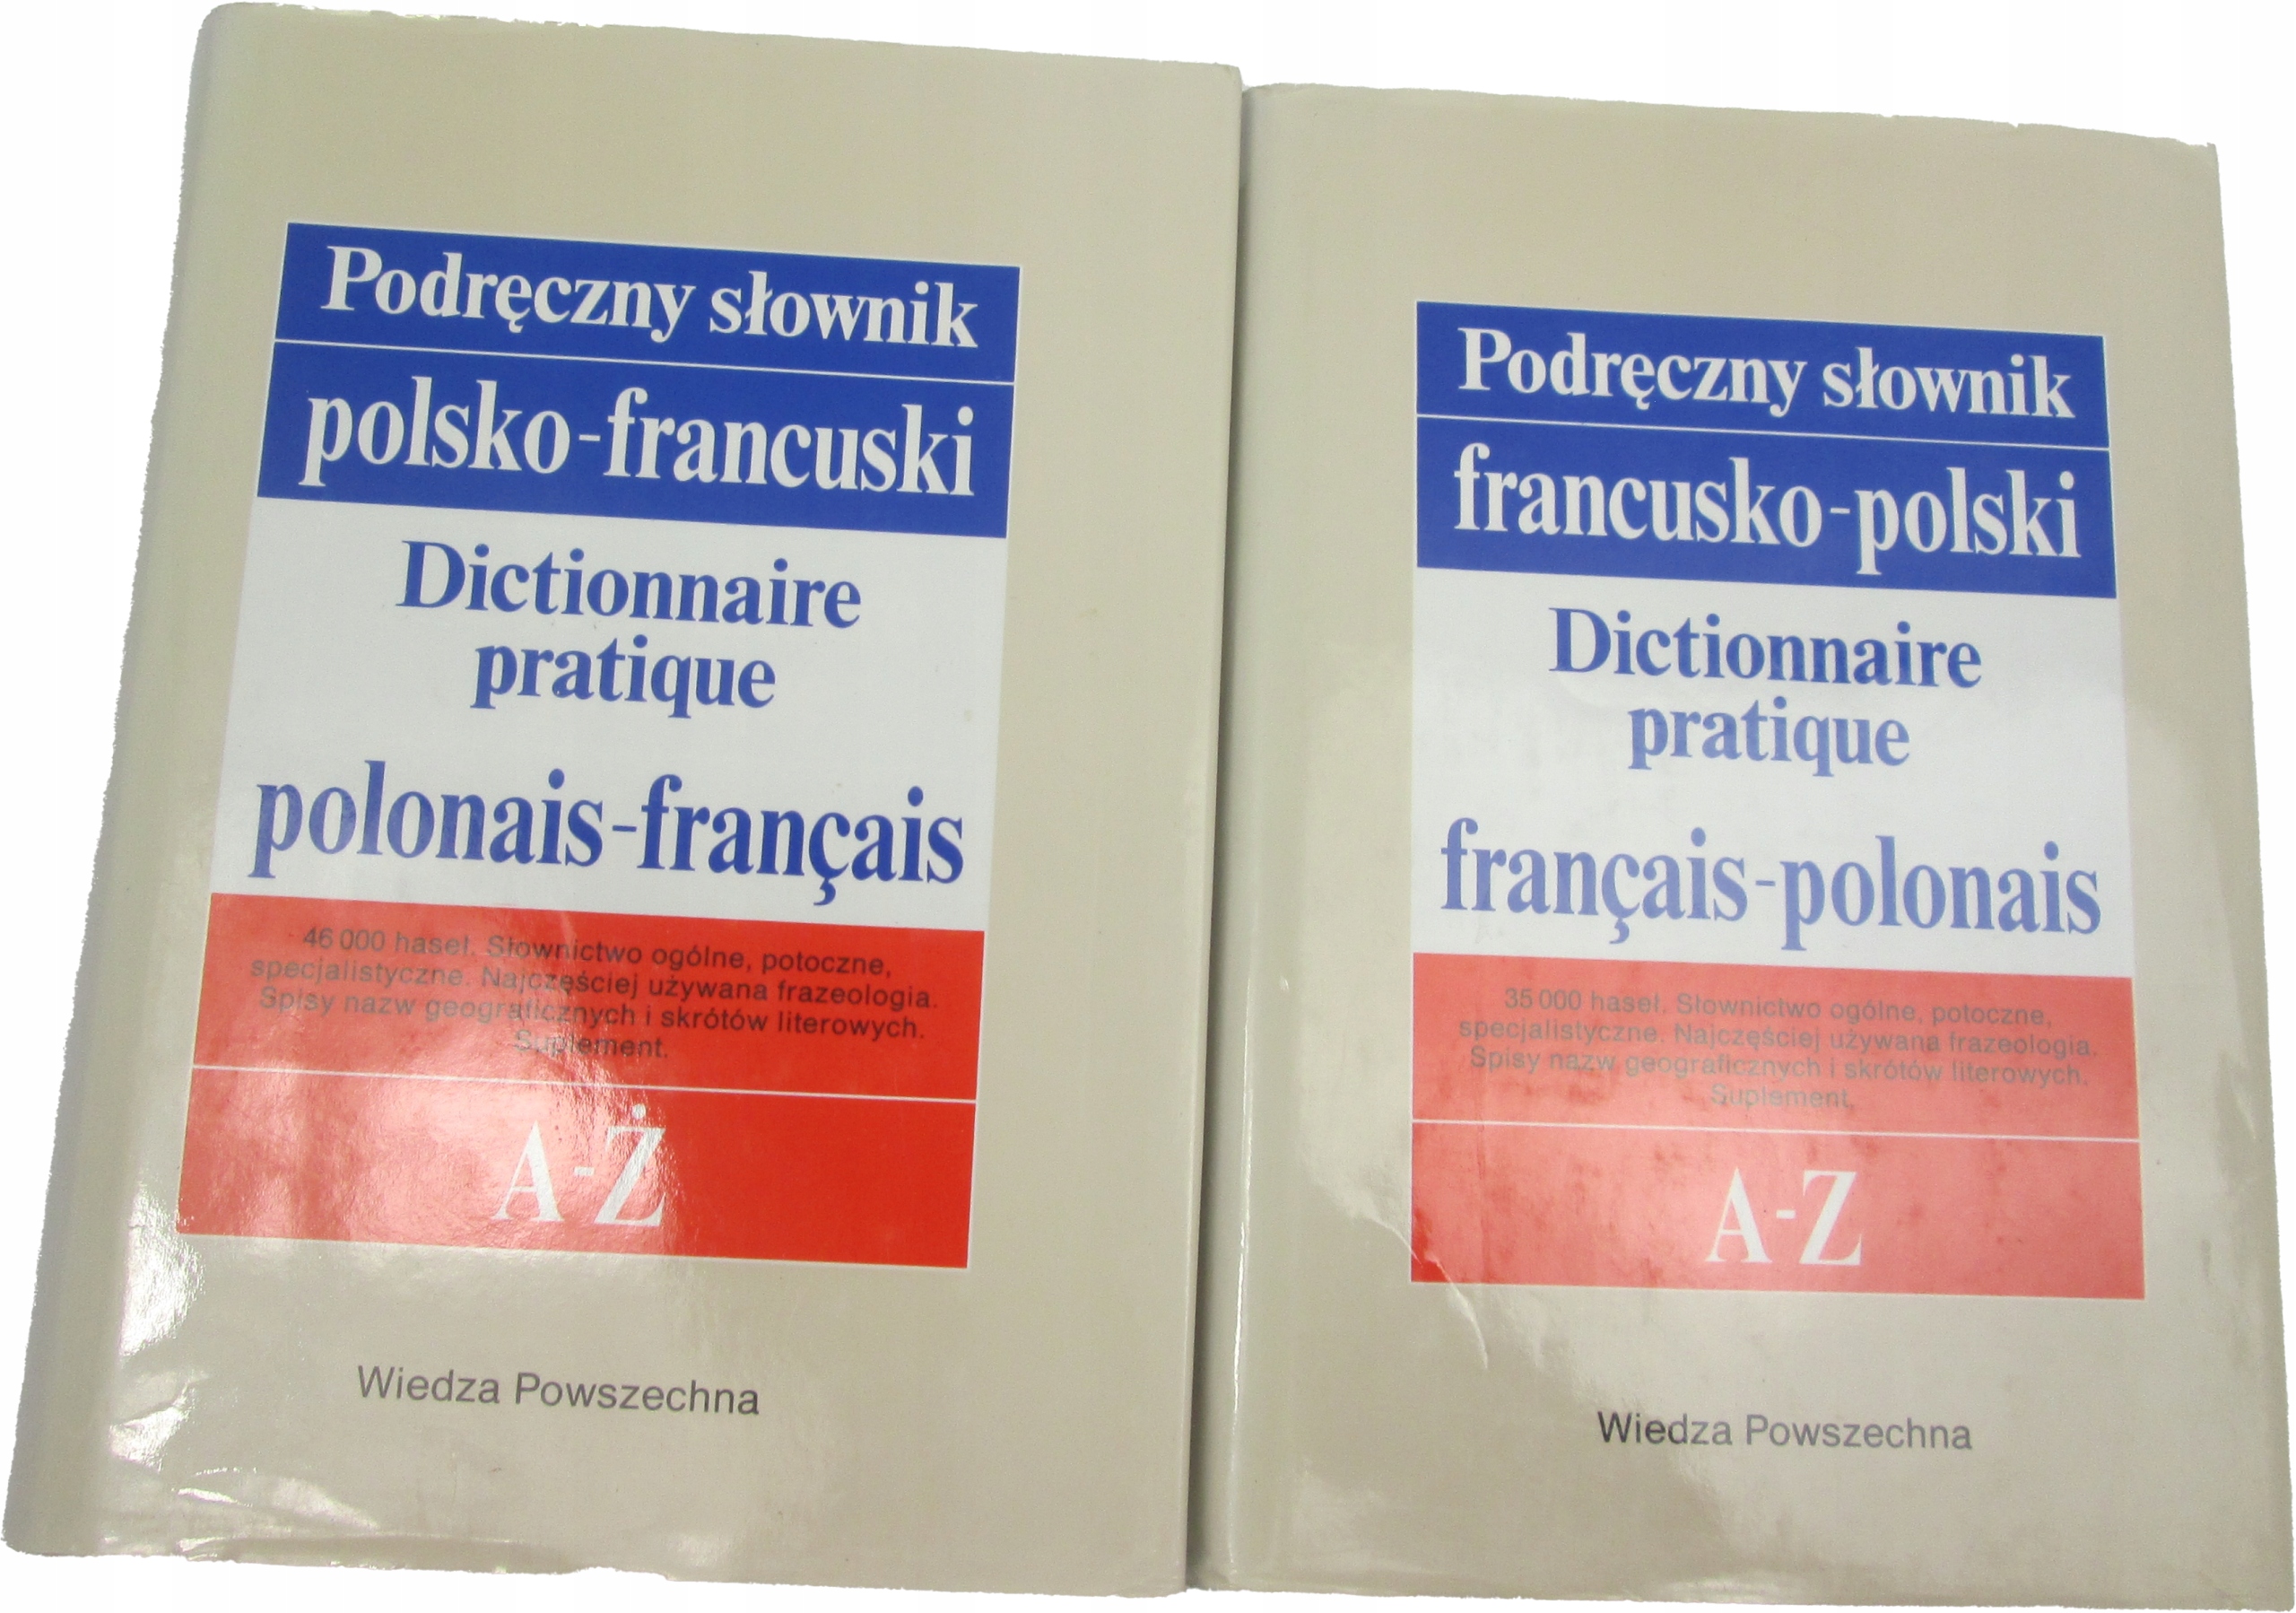 Podręczny słownik
polsko-francuski
Dictionnaire
pratique
polonais-français
46 000 haseł. Słownictwo ogólne, potoczne,
specjalistyczne. Najczęściej używana frazeologia.
Spisy nazw geograficznych i skrótów literowych.
Suplement.
A-Ż
Wiedza Powszechna
Podręczny słownik
francusko-polski
Dictionnaire
pratique
français-polonais
35 000 haseł. Słownictwo ogólne, potoczne,
specjalistyczne. Najczęściej używana frazeologia.
Spisy nazw geograficznych i skrótów literowych.
Suplement.
A-Z
Wiedza Powszechna